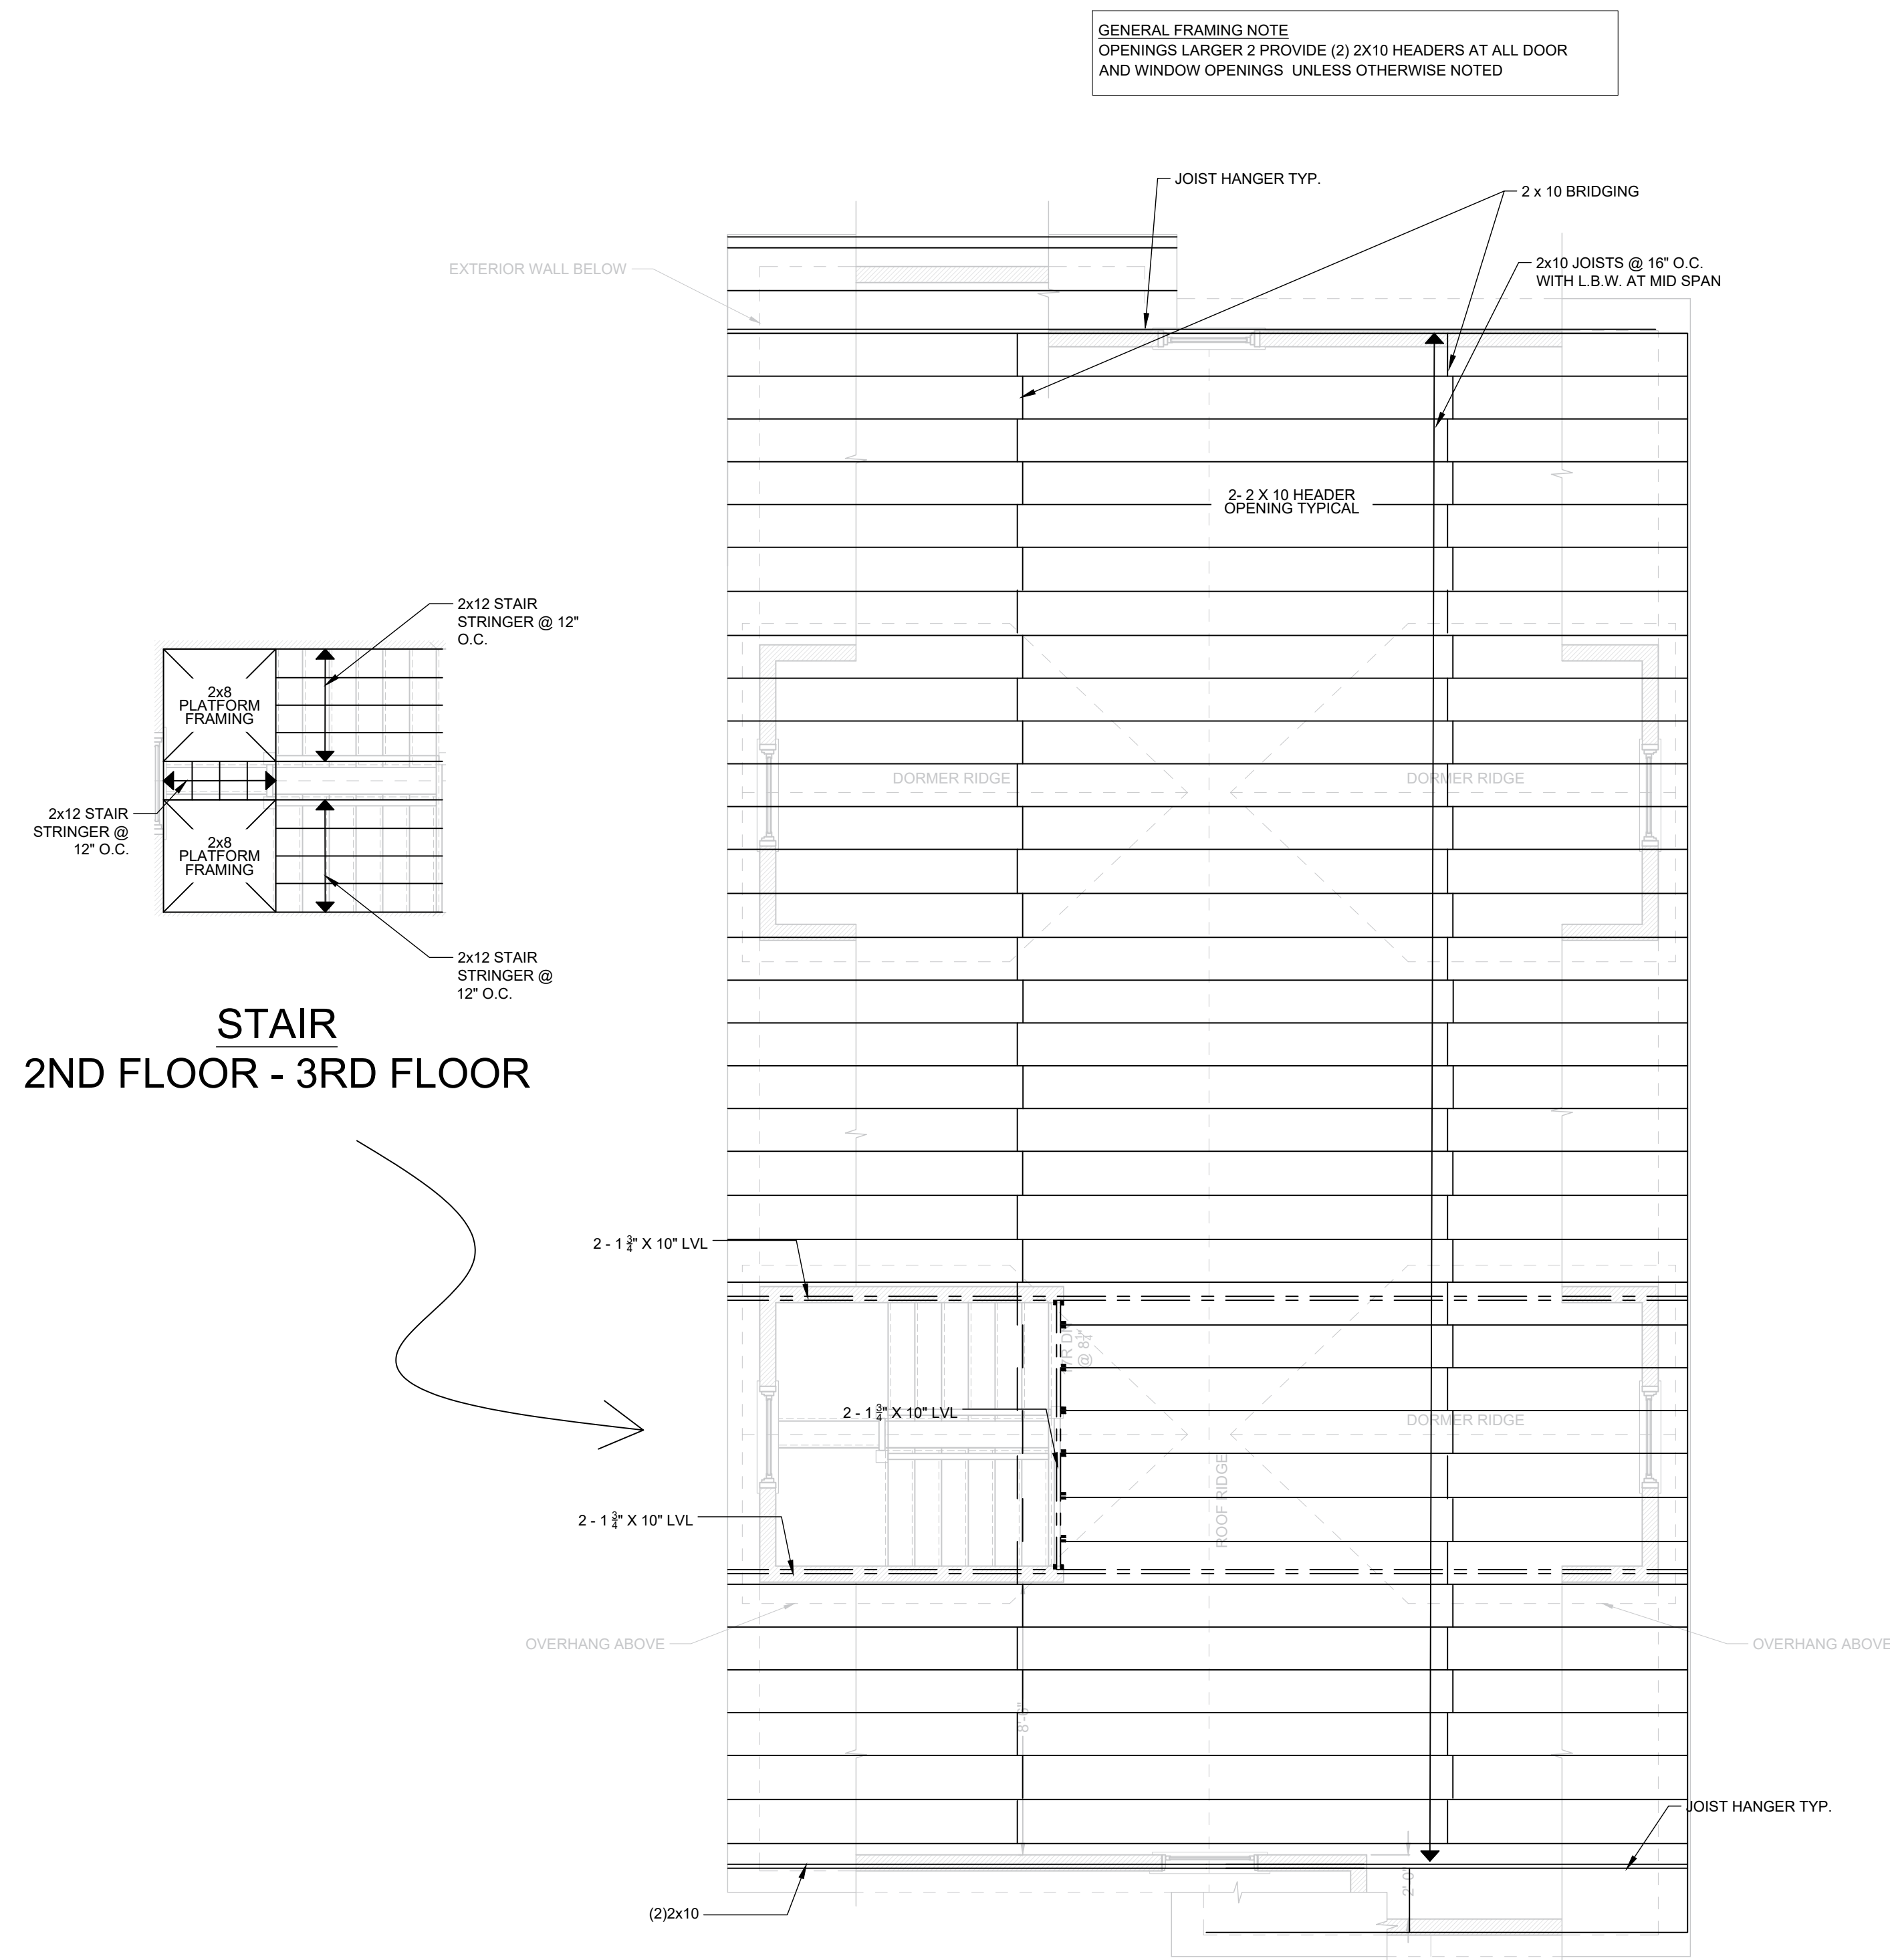 GENERAL FRAMING NOTE
OPENINGS LARGER 2 PROVIDE (2) 2X10 HEADERS AT ALL DOOR
AND WINDOW OPENINGS UNLESS OTHERWISE NOTED
JOIST HANGER TYP.
2 x 10 BRIDGING
EXTERIOR WALL BELOW
2x10 JOISTS @ 16" O.C.
WITH L.B.W. AT MID SPAN
2- 2 X 10 HEADER
OPENING TYPICAL
2x12 STAIR
STRINGER @ 12"
O.C.
2x8
PLATFORM
FRAMING
2x12 STAIR
STRINGER @
12" O.C.
2x8
PLATFORM
FRAMING
2x12 STAIR
STRINGER @
12" O.C.
STAIR
2ND FLOOR - 3RD FLOOR
DORMER RIDGE
DORMER RIDGE
2 - 1 3/4" X 10" LVL
@ 8 1/4"
2 - 1 3/4" X 10" LVL
DORMER RIDGE
ROOF RIDGE
2 - 1 3/4" X 10" LVL
OVERHANG ABOVE
OVERHANG ABOVE
JOIST HANGER TYP.
2'-0"
(2)2x10